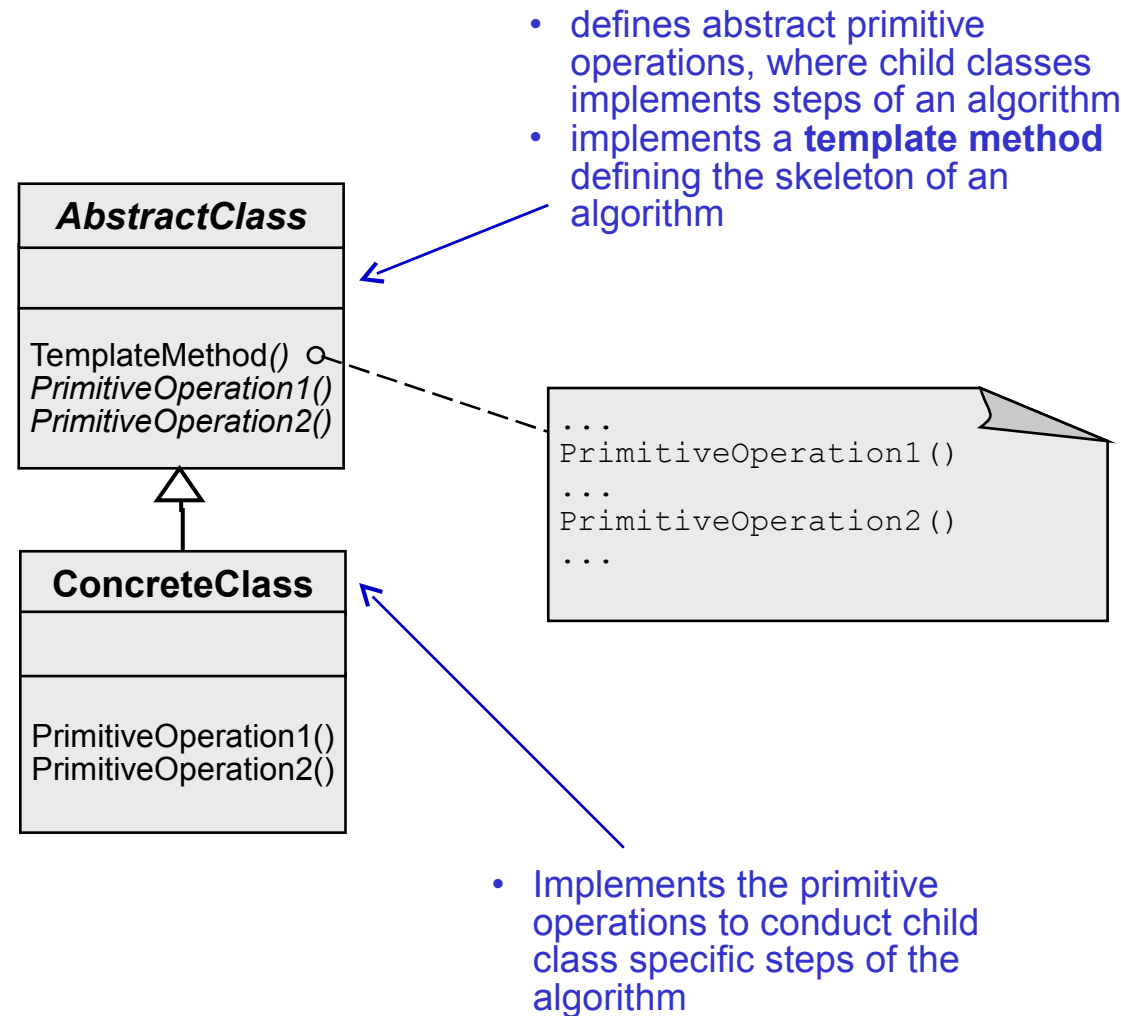 • defines abstract primitive
operations, where child classes
implements steps of an algorithm
• implements a template method
defining the skeleton of an
algorithm
AbstractClass
TemplateMethod()
PrimitiveOperation1()
PrimitiveOperation2()
...
PrimitiveOperation1()
...
PrimitiveOperation2()
...
ConcreteClass
PrimitiveOperation1()
PrimitiveOperation2()
• Implements the primitive
operations to conduct child
class specific steps of the
algorithm